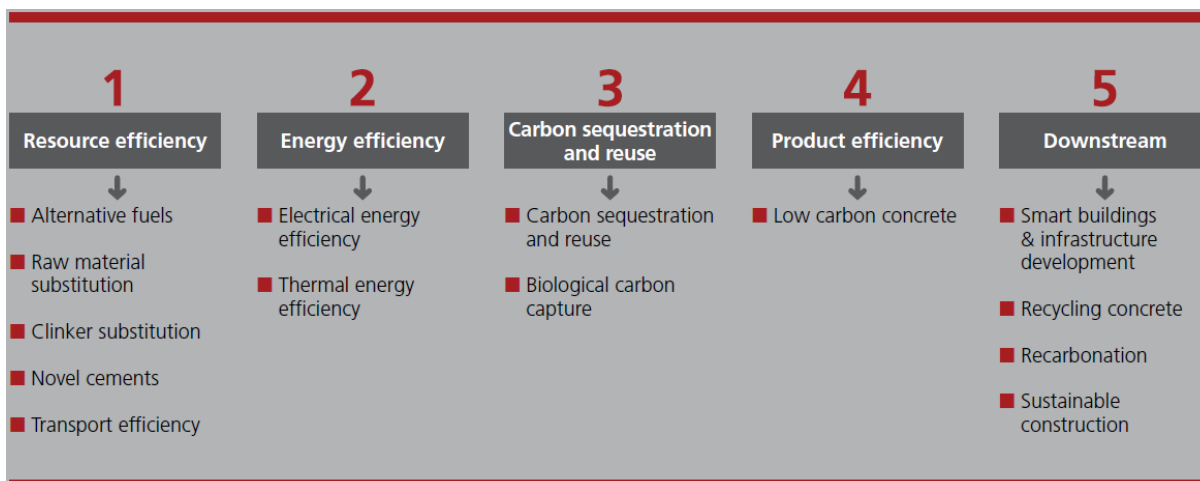 1
Resource efficiency
Alternative fuels
Raw material
substitution
Clinker substitution
Novel cements
Transport efficiency
2
Energy efficiency
Electrical energy
efficiency
Thermal energy
efficiency
3
Carbon sequestration
and reuse
Carbon sequestration
and reuse
Biological carbon
capture
4
Product efficiency
Low carbon concrete
5
Downstream
Smart buildings
& infrastructure
development
Recycling concrete
Recarbonation
Sustainable
construction